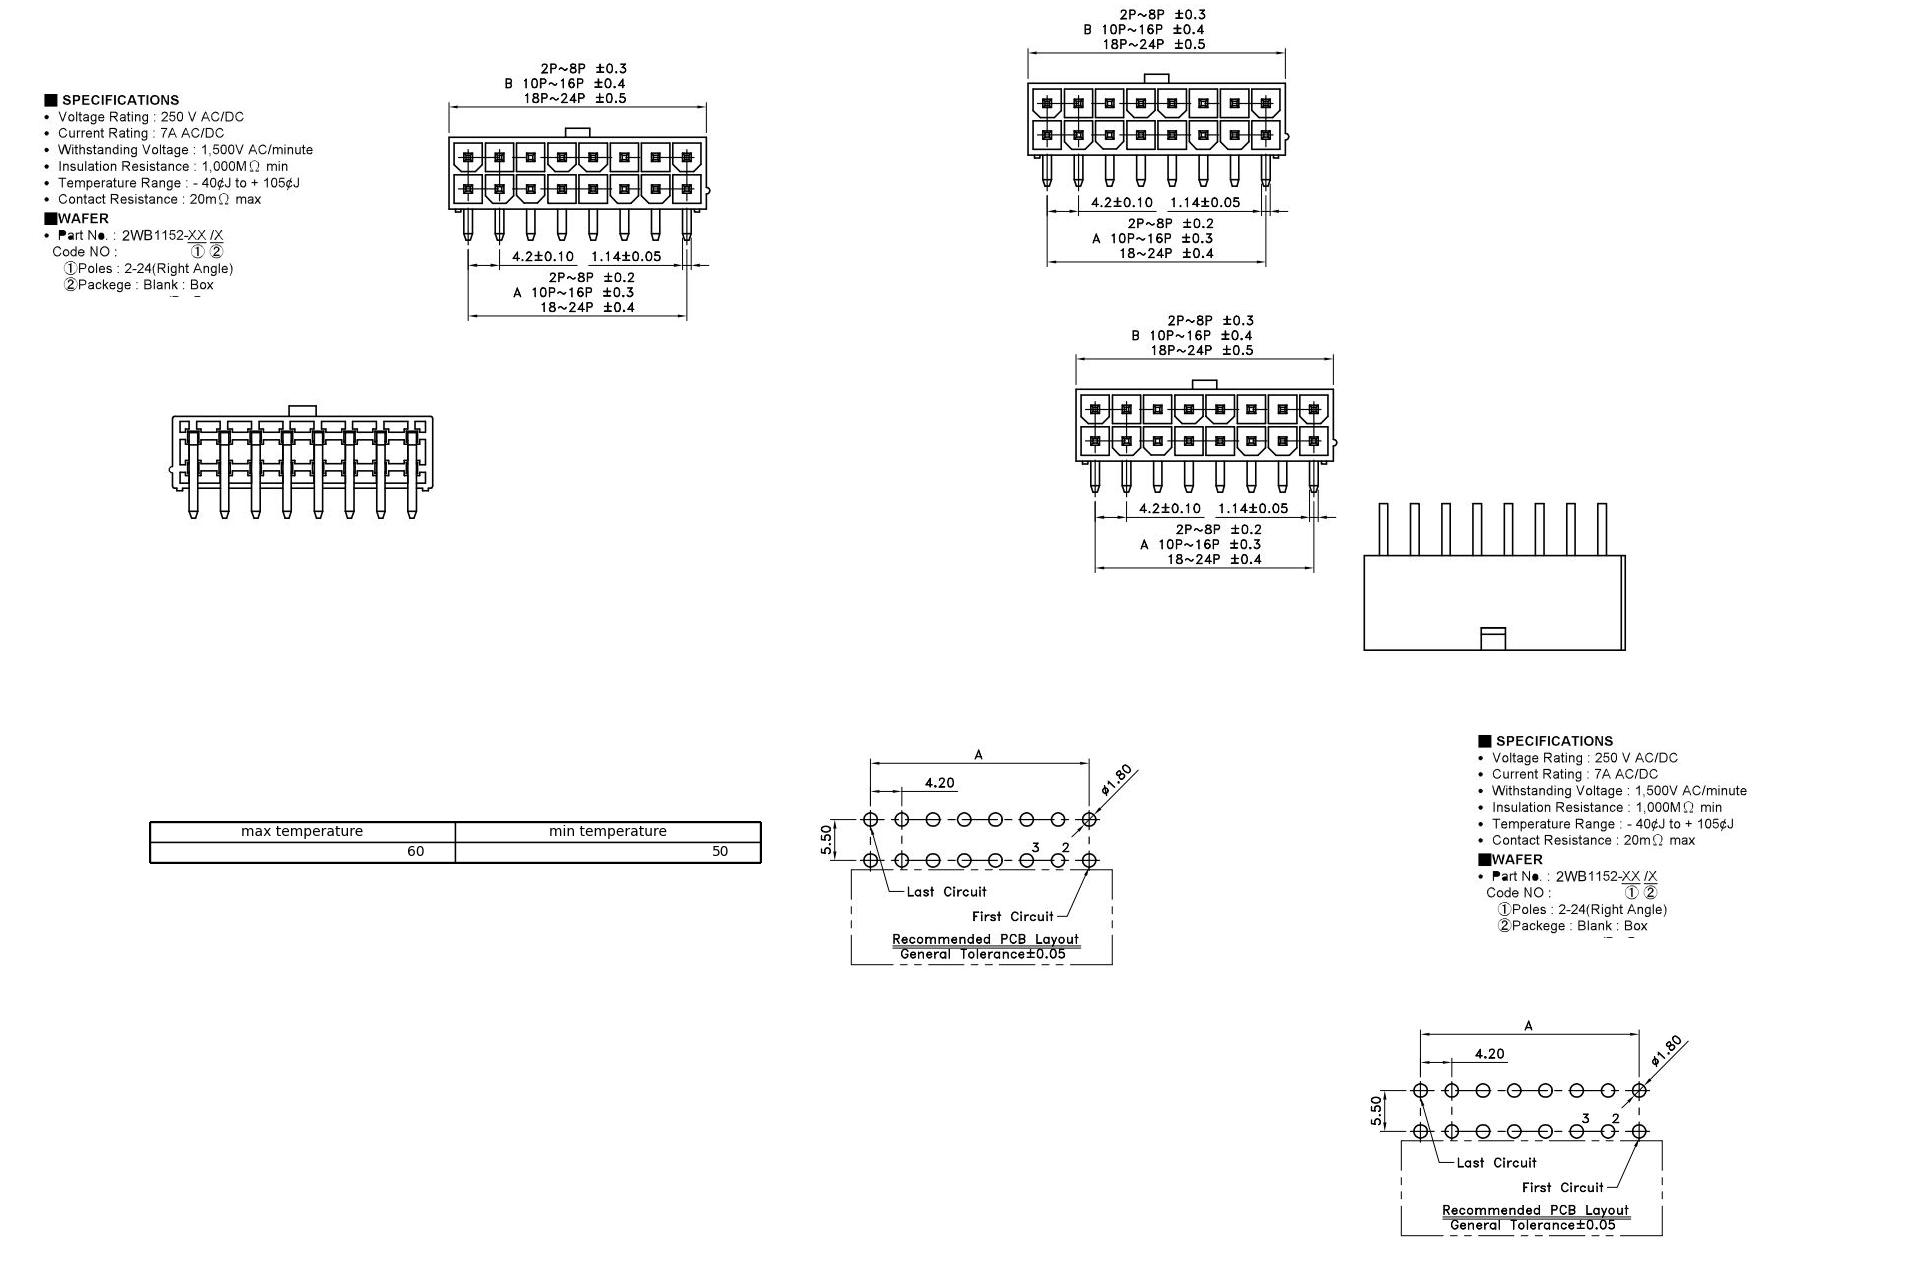 ■ SPECIFICATIONS
• Voltage Rating : 250 V AC/DC
• Current Rating : 7A AC/DC
• Withstanding Voltage : 1,500V AC/minute
• Insulation Resistance : 1,000MΩ min
• Temperature Range : - 40¢J to + 105¢J
• Contact Resistance : 20mΩ max
■WAFER
• Part No. : 2WB1152-XX /X
Code NO : ① ②
①Poles : 2-24(Right Angle)
②Packege : Blank : Box
2P~8P ±0.3
B 10P~16P ±0.4
18P~24P ±0.5
4.2±0.10 1.14±0.05
2P~8P ±0.2
A 10P~16P ±0.3
18~24P ±0.4
2P~8P ±0.3
B 10P~16P ±0.4
18P~24P ±0.5
4.2±0.10 1.14±0.05
2P~8P ±0.2
A 10P~16P ±0.3
18~24P ±0.4
2P~8P ±0.3
B 10P~16P ±0.4
18P~24P ±0.5
4.2±0.10 1.14±0.05
2P~8P ±0.2
A 10P~16P ±0.3
18~24P ±0.4
max temperature min temperature
60 50
A
4.20
ø1.80
5.50
3 2
Last Circuit
First Circuit
Recommended PCB Layout
General Tolerance±0.05
■ SPECIFICATIONS
• Voltage Rating : 250 V AC/DC
• Current Rating : 7A AC/DC
• Withstanding Voltage : 1,500V AC/minute
• Insulation Resistance : 1,000MΩ min
• Temperature Range : - 40¢J to + 105¢J
• Contact Resistance : 20mΩ max
■WAFER
• Part No. : 2WB1152-XX /X
Code NO : ① ②
①Poles : 2-24(Right Angle)
②Packege : Blank : Box
A
4.20
ø1.80
5.50
3 2
Last Circuit
First Circuit
Recommended PCB Layout
General Tolerance±0.05